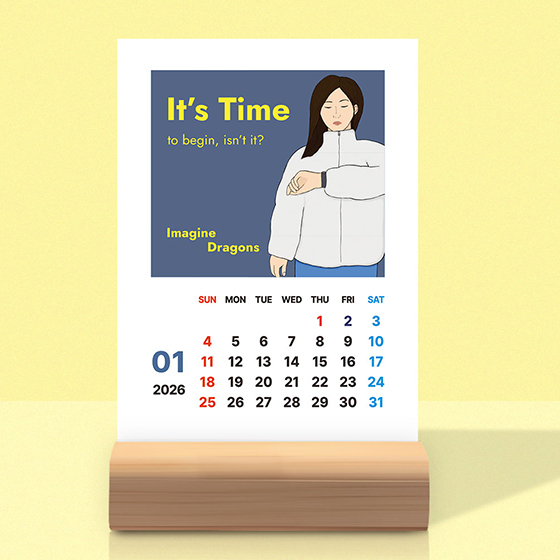 It's Time
to begin, isn't it?
Imagine
Dragons
SUN MON TUE WED THU FRI SAT
1 2 3
4 5 6 7 8 9 10
01 11 12 13 14 15 16 17
2026 18 19 20 21 22 23 24
25 26 27 28 29 30 31